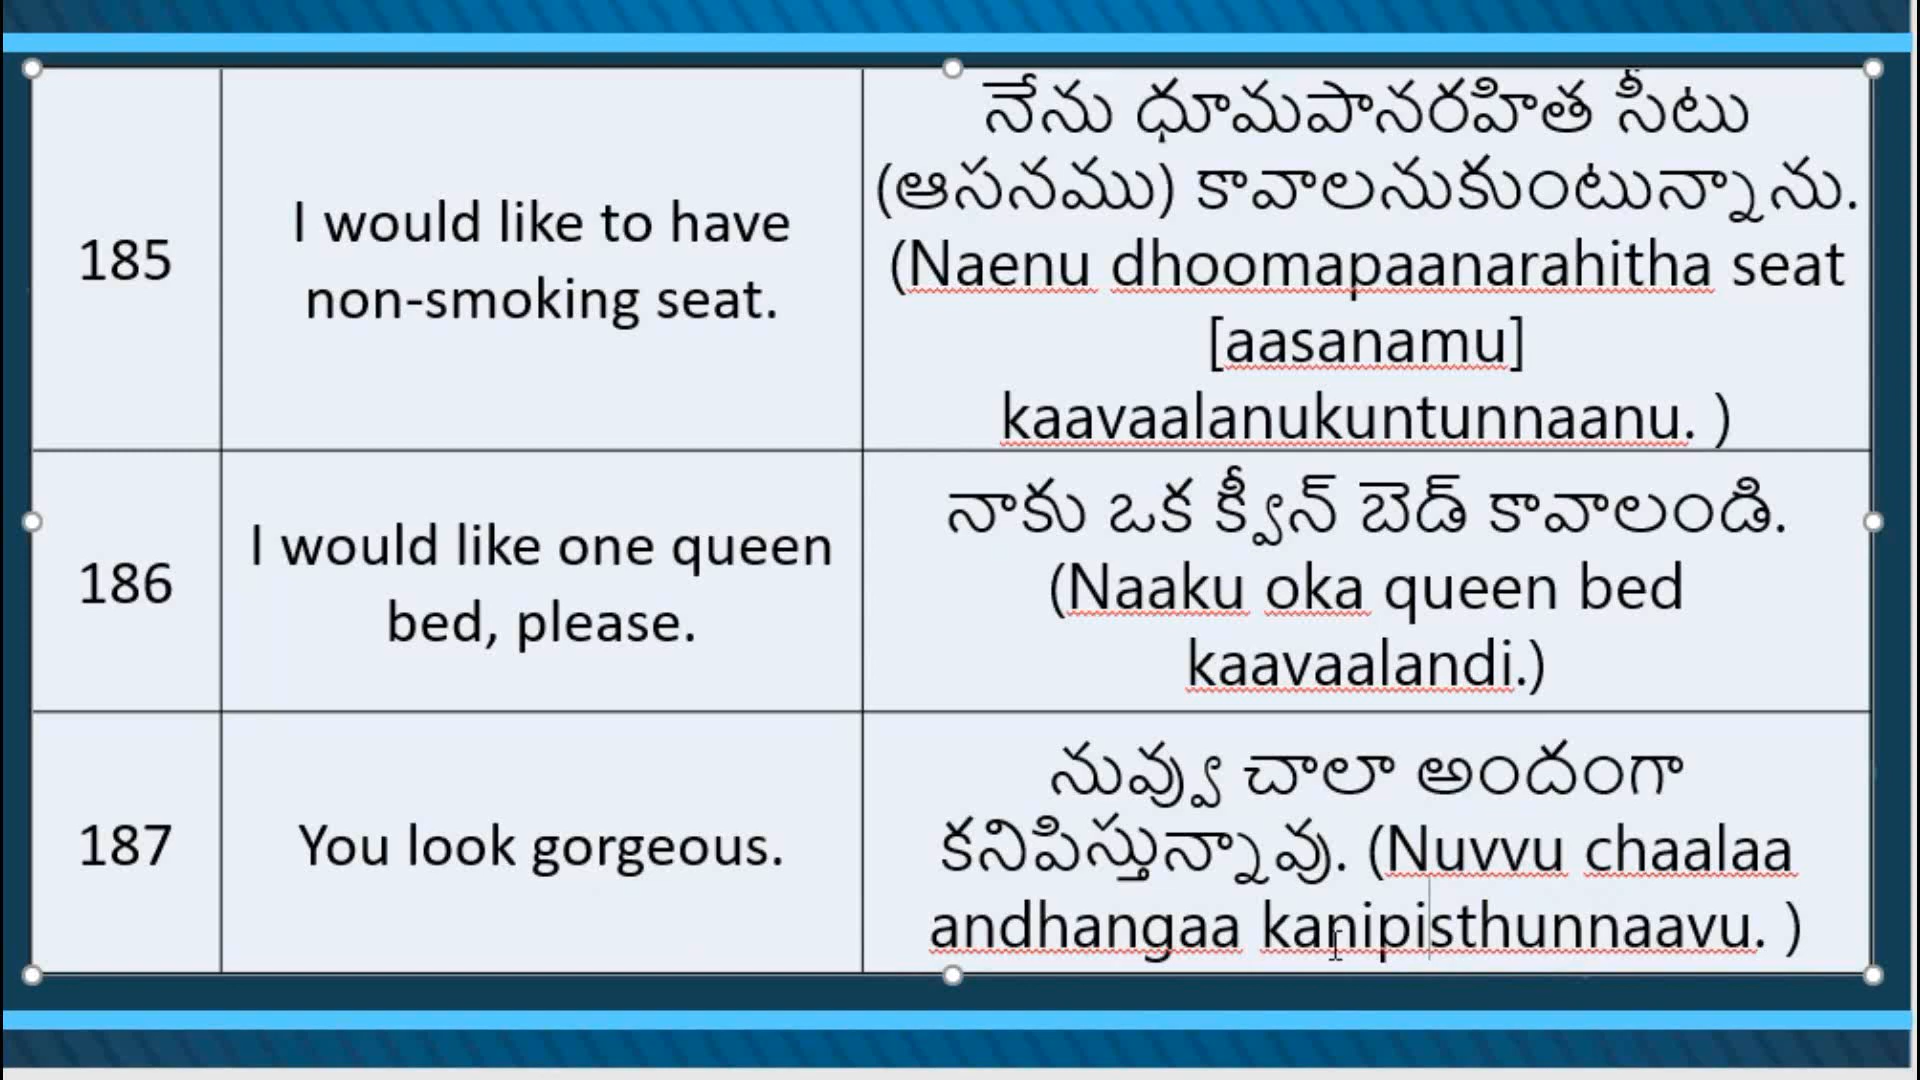 185
I would like to have
non-smoking seat.
నేను ధూమపానరహిత సీటు
(ఆసనము) కావాలనుకుంటున్నాను.
(Naenu dhoomapaanarahitha seat
[aasanamu]
kaavaalanukuntunnaanu. )
186
I would like one queen
bed, please.
నాకు ఒక క్వీన్ బెడ్ కావాలండి.
(Naaku oka queen bed
kaavaalandi.)
187
You look gorgeous.
నువ్వు చాలా అందంగా
కనిపిస్తున్నావు. (Nuvvu chaalaa
andhangaa kanipisthunnaavu. )